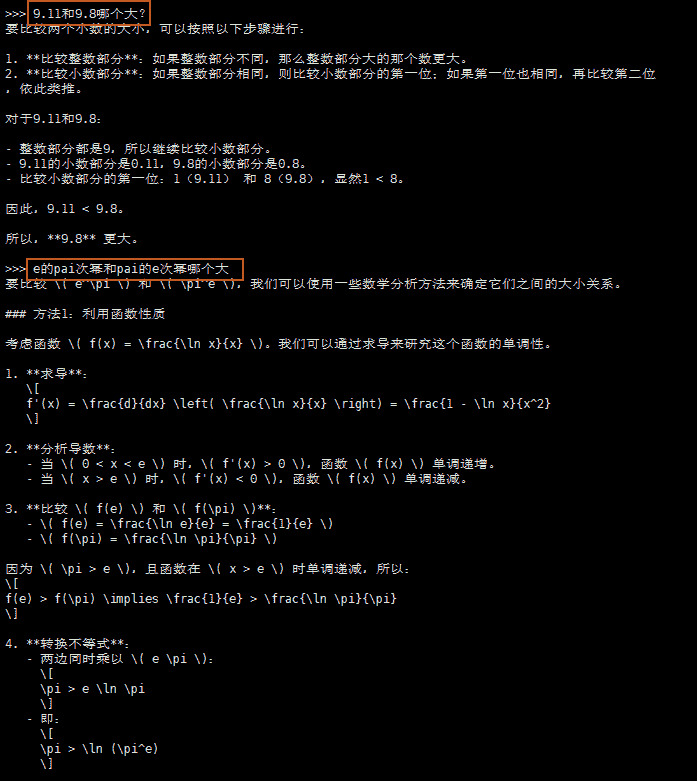 >>> 9.11和9.8哪个大?
要比较两个小数的大小，可以按照以下步骤进行：
1. **比较整数部分**：如果整数部分不同，那么整数部分大的那个数更大。
2. **比较小数部分**：如果整数部分相同，则比较小数部分的第一位；如果第一位也相同，再比较第二位
，依此类推。
对于9.11和9.8：
- 整数部分都是9，所以继续比较小数部分。
- 9.11的小数部分是0.11，9.8的小数部分是0.8。
- 比较小数部分的第一位：1（9.11） 和 8（9.8），显然1 < 8。
因此，9.11 < 9.8。
所以，**9.8** 更大。
>>> e的pai次幂和pai的e次幂哪个大
要比较 \( e^\pi \) 和 \( \pi^e \)，我们可以使用一些数学分析方法来确定它们之间的大小关系。
### 方法1：利用函数性质
考虑函数 \( f(x) = \frac{\ln x}{x} \)。我们可以通过求导来研究这个函数的单调性。
1. **求导**：
\[
f'(x) = \frac{d}{dx} \left( \frac{\ln x}{x} \right) = \frac{1 - \ln x}{x^2}
\]
2. **分析导数**：
- 当 \( 0 < x < e \) 时，\( f'(x) > 0 \)，函数 \( f(x) \) 单调递增。
- 当 \( x > e \) 时，\( f'(x) < 0 \)，函数 \( f(x) \) 单调递减。
3. **比较 \( f(e) \) 和 \( f(\pi) \)**：
- \( f(e) = \frac{\ln e}{e} = \frac{1}{e} \)
- \( f(\pi) = \frac{\ln \pi}{\pi} \)
因为 \( \pi > e \)，且函数在 \( x > e \) 时单调递减，所以：
\[
f(e) > f(\pi) \implies \frac{1}{e} > \frac{\ln \pi}{\pi}
\]
4. **转换不等式**：
- 两边同时乘以 \( e \pi \)：
\[
\pi > e \ln \pi
\]
- 即：
\[
\pi > \ln (\pi^e)
\]